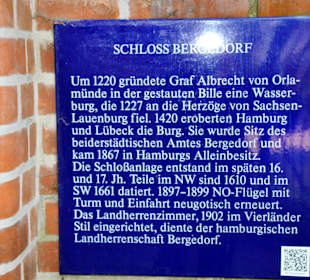 SCHLOSS BERGEDORF
Um 1220 gründete Graf Albrecht von Orla-
münde in der gestauten Bille eine Wasser-
burg, die 1227 an die Herzöge von Sachsen-
Lauenburg fiel. 1420 eroberten Hamburg
und Lübeck die Burg. Sie wurde Sitz des
beiderstädtischen Amtes Bergedorf und
kam 1867 in Hamburgs Alleinbesitz.
Die Schloßanlage entstand im späten 16.
und 17. Jh. Teile im NW sind 1610 und im
SW 1661 datiert. 1897-1899 NO-Flügel mit
Turm und Einfahrt neugotisch erneuert.
Das Landherrenzimmer, 1902 im Vierländer
Stil eingerichtet, diente der hamburgischen
Landherrenschaft Bergedorf.